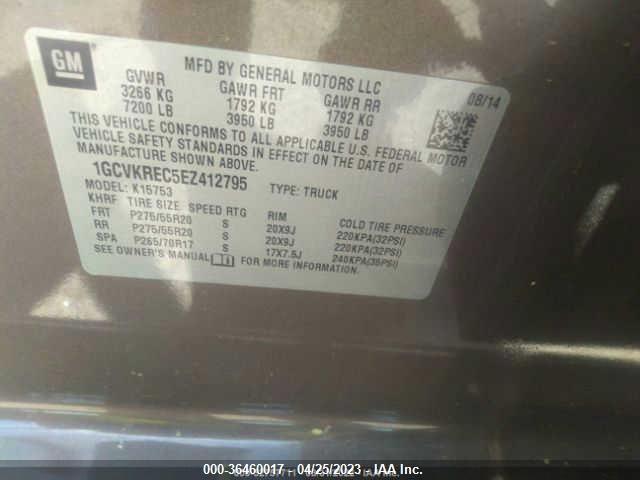 GM
MFD BY GENERAL MOTORS LLC
08/14
GVWR GAWR FRT GAWR RR
3266 KG 1792 KG 1792 KG
7200 LB 3950 LB 3950 LB
THIS VEHICLE CONFORMS TO ALL APPLICABLE U.S. FEDERAL MOTOR
VEHICLE SAFETY STANDARDS IN EFFECT ON THE DATE OF
MANUFACTURE SHOWN ABOVE.
1GCVKREC5EZ412795 TYPE: TRUCK
MODEL: K15753
KHRF TIRE SIZE SPEED RTG RIM COLD TIRE PRESSURE
FRT P275/55R20 S 20X9J 220KPA(32PSI)
RR P275/55R20 S 20X9J 220KPA(32PSI)
SPA P265/70R17 S 17X7.5J 240KPA(35PSI)
SEE OWNER'S MANUAL FOR MORE INFORMATION.
000-36460017 - 04/25/2023 - IAA Inc.